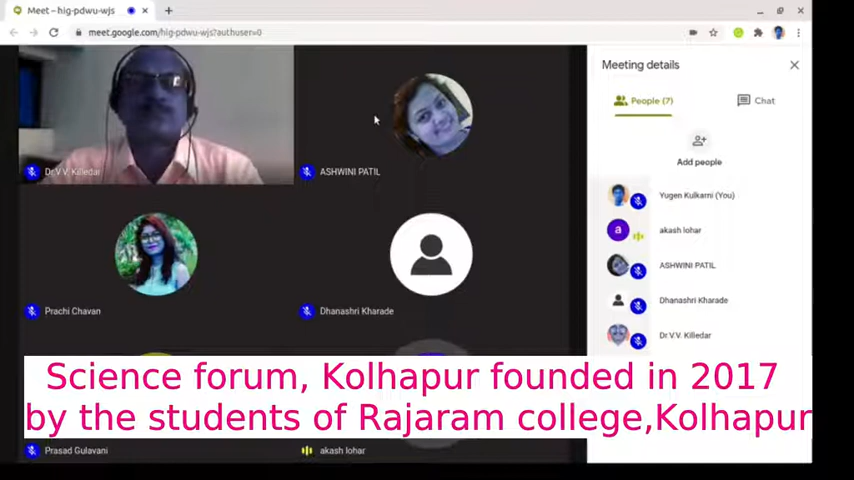 Meet – hig-pdwu-wjs
meet.google.com/hig-pdwu-wjs?authuser=0
Meeting details
People (7)
Chat
Add people
Dr.V.V. Killedar
ASHWINI PATIL
Yugen Kulkarni (You)
a
akash lohar
ASHWINI PATIL
Prachi Chavan
Dhanashri Kharade
Dhanashri Kharade
Dr.V.V. Killedar
Science forum, Kolhapur founded in 2017
by the students of Rajaram college,Kolhapur
Prasad Gulavani
akash lohar